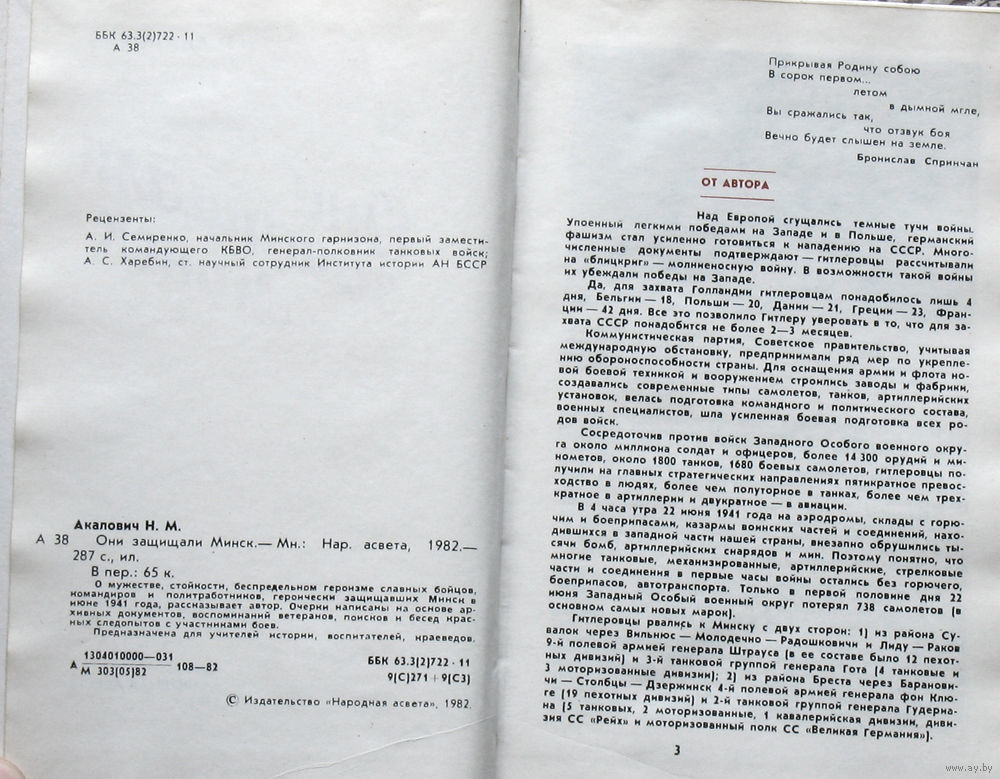 ББК 63.3(2)722·11
А 38
Рецензенты:
А. И. Семиренко, начальник Минского гарнизона, первый замести-
тель командующего КБВО, генерал-полковник танковых войск;
А. С. Харебин, ст. научный сотрудник Института истории АН БССР
Акалович Н. М.
А 38 Они защищали Минск.— Мн.: Нар. асвета, 1982.—
287 с., ил.
В пер.: 65 к.
О мужестве, стойкости, беспредельном героизме славных бойцов,
командиров и политработников, героически защищавших Минск в
июне 1941 года, рассказывает автор. Очерки написаны на основе ар-
хивных документов, воспоминаний ветеранов, поисков и бесед крас-
ных следопытов с участниками боев.
Предназначена для учителей истории, воспитателей, краеведов.
А 1304010000—031 108—82
М 303(05)82
ББК 63.3(2)722·11
9(С)271+9(С3)
© Издательство «Народная асвета», 1982.
Прикрывая Родину собою
В сорок первом...
летом
в дымной мгле,
Вы сражались так,
что отзвук боя
Вечно будет слышен на земле.
Бронислав Спринчан
ОТ АВТОРА
Над Европой сгущались темные тучи войны.
Упоенный легкими победами на Западе и в Польше, германский
фашизм стал усиленно готовиться к нападению на СССР. Много-
численные документы подтверждают — гитлеровцы рассчитывали
на «блицкриг» — молниеносную войну. В возможности такой войны
их убеждали победы на Западе.
Да, для захвата Голландии гитлеровцам понадобилось лишь 4
дня, Бельгии — 18, Польши — 20, Дании — 21, Греции — 23, Фран-
ции — 42 дня. Все это позволило Гитлеру уверовать в то, что для за-
хвата СССР понадобится не более 2—3 месяцев.
Коммунистическая партия, Советское правительство, учитывая
международную обстановку, предпринимали ряд мер по укрепле-
нию обороноспособности страны. Для оснащения армии и флота но-
вой боевой техникой и вооружением строились заводы и фабрики,
создавались современные типы самолетов, танков, артиллерийских
установок, велась подготовка командного и политического состава,
военных специалистов, шла усиленная боевая подготовка всех ро-
дов войск.
Сосредоточив против войск Западного Особого военного окру-
га около миллиона солдат и офицеров, более 14 300 орудий и ми-
нометов, около 1800 танков, 1680 боевых самолетов, гитлеровцы по-
лучили на главных стратегических направлениях пятикратное превос-
ходство в людях, более чем полуторное в танках, более чем трех-
кратное в артиллерии и двукратное — в авиации.
В 4 часа утра 22 июня 1941 года на аэродромы, склады с горю-
чим и боеприпасами, казармы воинских частей и соединений, нахо-
дившихся в западной части нашей страны, внезапно обрушились ты-
сячи бомб, артиллерийских снарядов и мин. Поэтому понятно, что
многие танковые, механизированные, артиллерийские, стрелковые
части и соединения в первые часы войны остались без горючего,
боеприпасов, автотранспорта. Только в первой половине дня 22
июня Западный Особый военный округ потерял 738 самолетов (в
основном самых новых марок).
Гитлеровцы рвались к Минску с двух сторон: 1) из района Су-
валок через Вильнюс — Молодечно — Радошковичи и Лиду — Раков
9-й полевой армией генерала Штрауса (в ее составе было 12 пехот-
ных дивизий) и 3-й танковой группой генерала Гота (4 танковые и
3 моторизованные дивизии); 2) из района Бреста через Баранови-
чи — Столбцы — Дзержинск 4-й полевой армией генерала фон Клю-
ге (19 пехотных дивизий) и 2-й танковой группой генерала Гудериа-
на (5 танковых, 2 моторизованные, 1 кавалерийская дивизии, диви-
зия СС «Рейх» и моторизованный полк СС «Великая Германия»).
3
www.ay.by